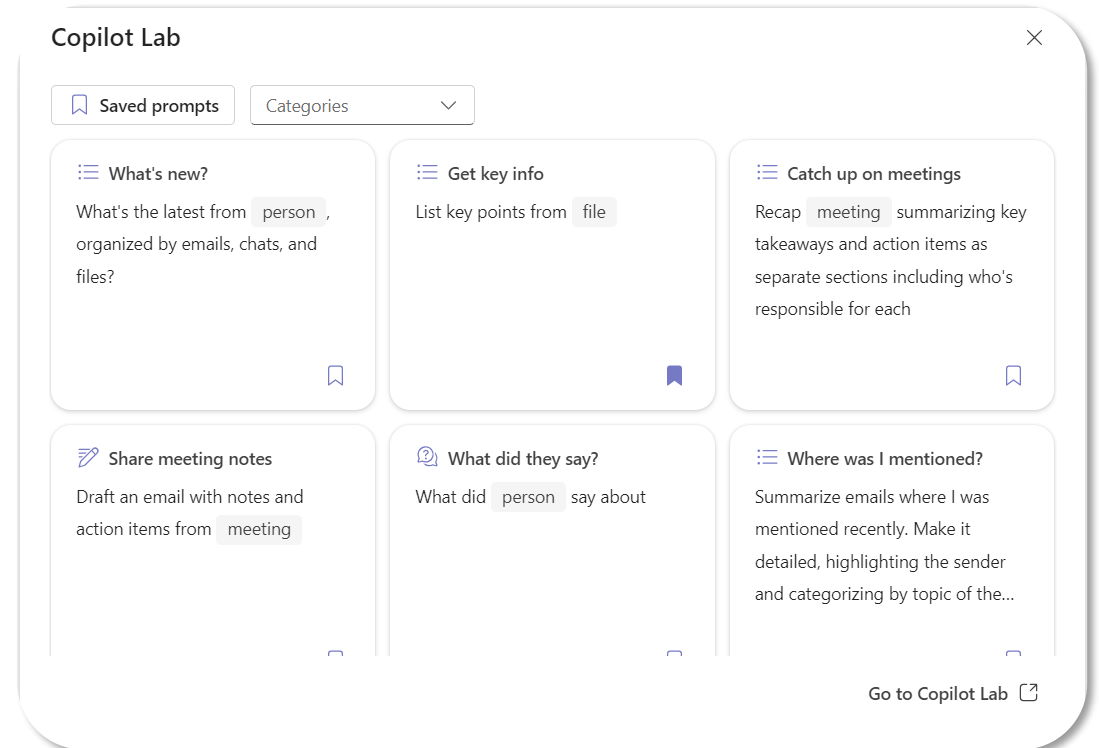 Copilot Lab
Saved prompts
Categories
What's new?
What's the latest from person ,
organized by emails, chats, and
files?
Get key info
List key points from file
Catch up on meetings
Recap meeting summarizing key
takeaways and action items as
separate sections including who's
responsible for each
Share meeting notes
Draft an email with notes and
action items from meeting
What did they say?
What did person say about
Where was I mentioned?
Summarize emails where I was
mentioned recently. Make it
detailed, highlighting the sender
and categorizing by topic of the...
Go to Copilot Lab